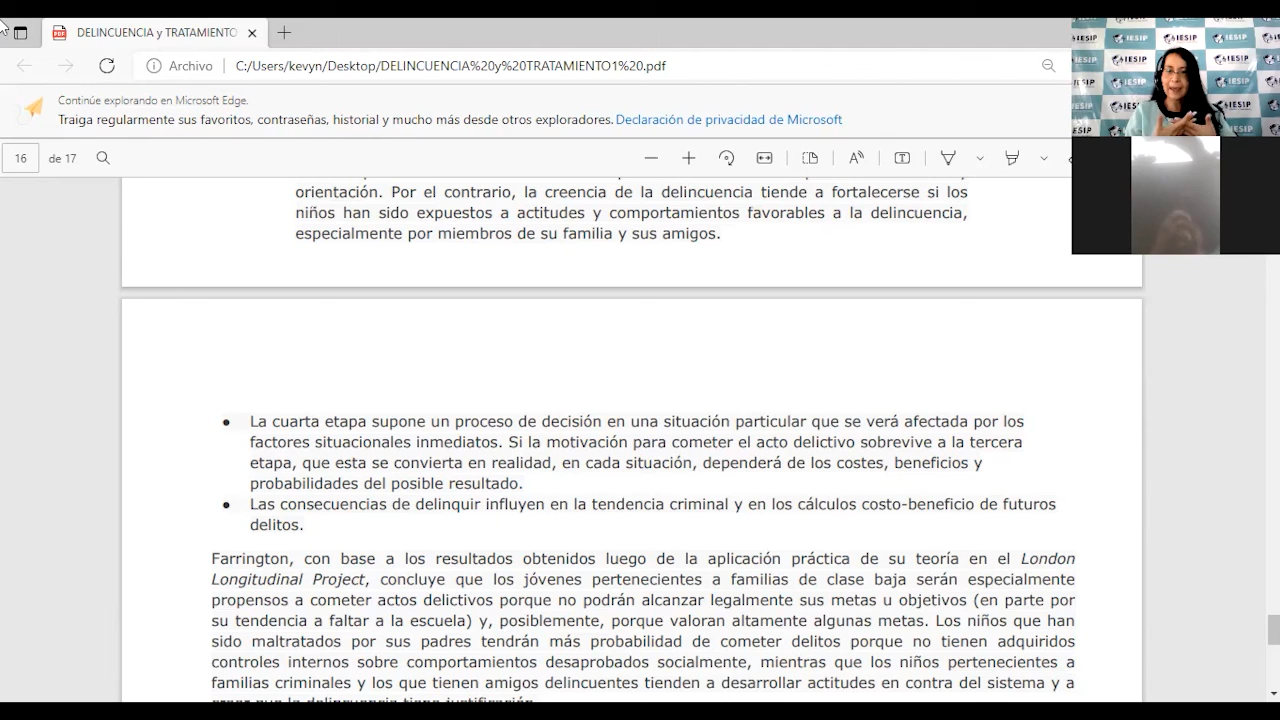 DELINCUENCIA y TRATAMIENTO
Archivo C:/Users/kevyn/Desktop/DELINCUENCIA%20y%20TRATAMIENTO1%20.pdf
Continúe explorando en Microsoft Edge.
Traiga regularmente sus favoritos, contraseñas, historial y mucho más desde otros exploradores. Declaración de privacidad de Microsoft
16 de 17
orientación. Por el contrario, la creencia de la delincuencia tiende a fortalecerse si los
niños han sido expuestos a actitudes y comportamientos favorables a la delincuencia,
especialmente por miembros de su familia y sus amigos.
• La cuarta etapa supone un proceso de decisión en una situación particular que se verá afectada por los
factores situacionales inmediatos. Si la motivación para cometer el acto delictivo sobrevive a la tercera
etapa, que esta se convierta en realidad, en cada situación, dependerá de los costes, beneficios y
probabilidades del posible resultado.
• Las consecuencias de delinquir influyen en la tendencia criminal y en los cálculos costo-beneficio de futuros
delitos.
Farrington, con base a los resultados obtenidos luego de la aplicación práctica de su teoría en el London
Longitudinal Project, concluye que los jóvenes pertenecientes a familias de clase baja serán especialmente
propensos a cometer actos delictivos porque no podrán alcanzar legalmente sus metas u objetivos (en parte por
su tendencia a faltar a la escuela) y, posiblemente, porque valoran altamente algunas metas. Los niños que han
sido maltratados por sus padres tendrán más probabilidad de cometer delitos porque no tienen adquiridos
controles internos sobre comportamientos desaprobados socialmente, mientras que los niños pertenecientes a
familias criminales y los que tienen amigos delincuentes tienden a desarrollar actitudes en contra del sistema y a
IESIP
IESIP
IESIP
IESIP
IESIP